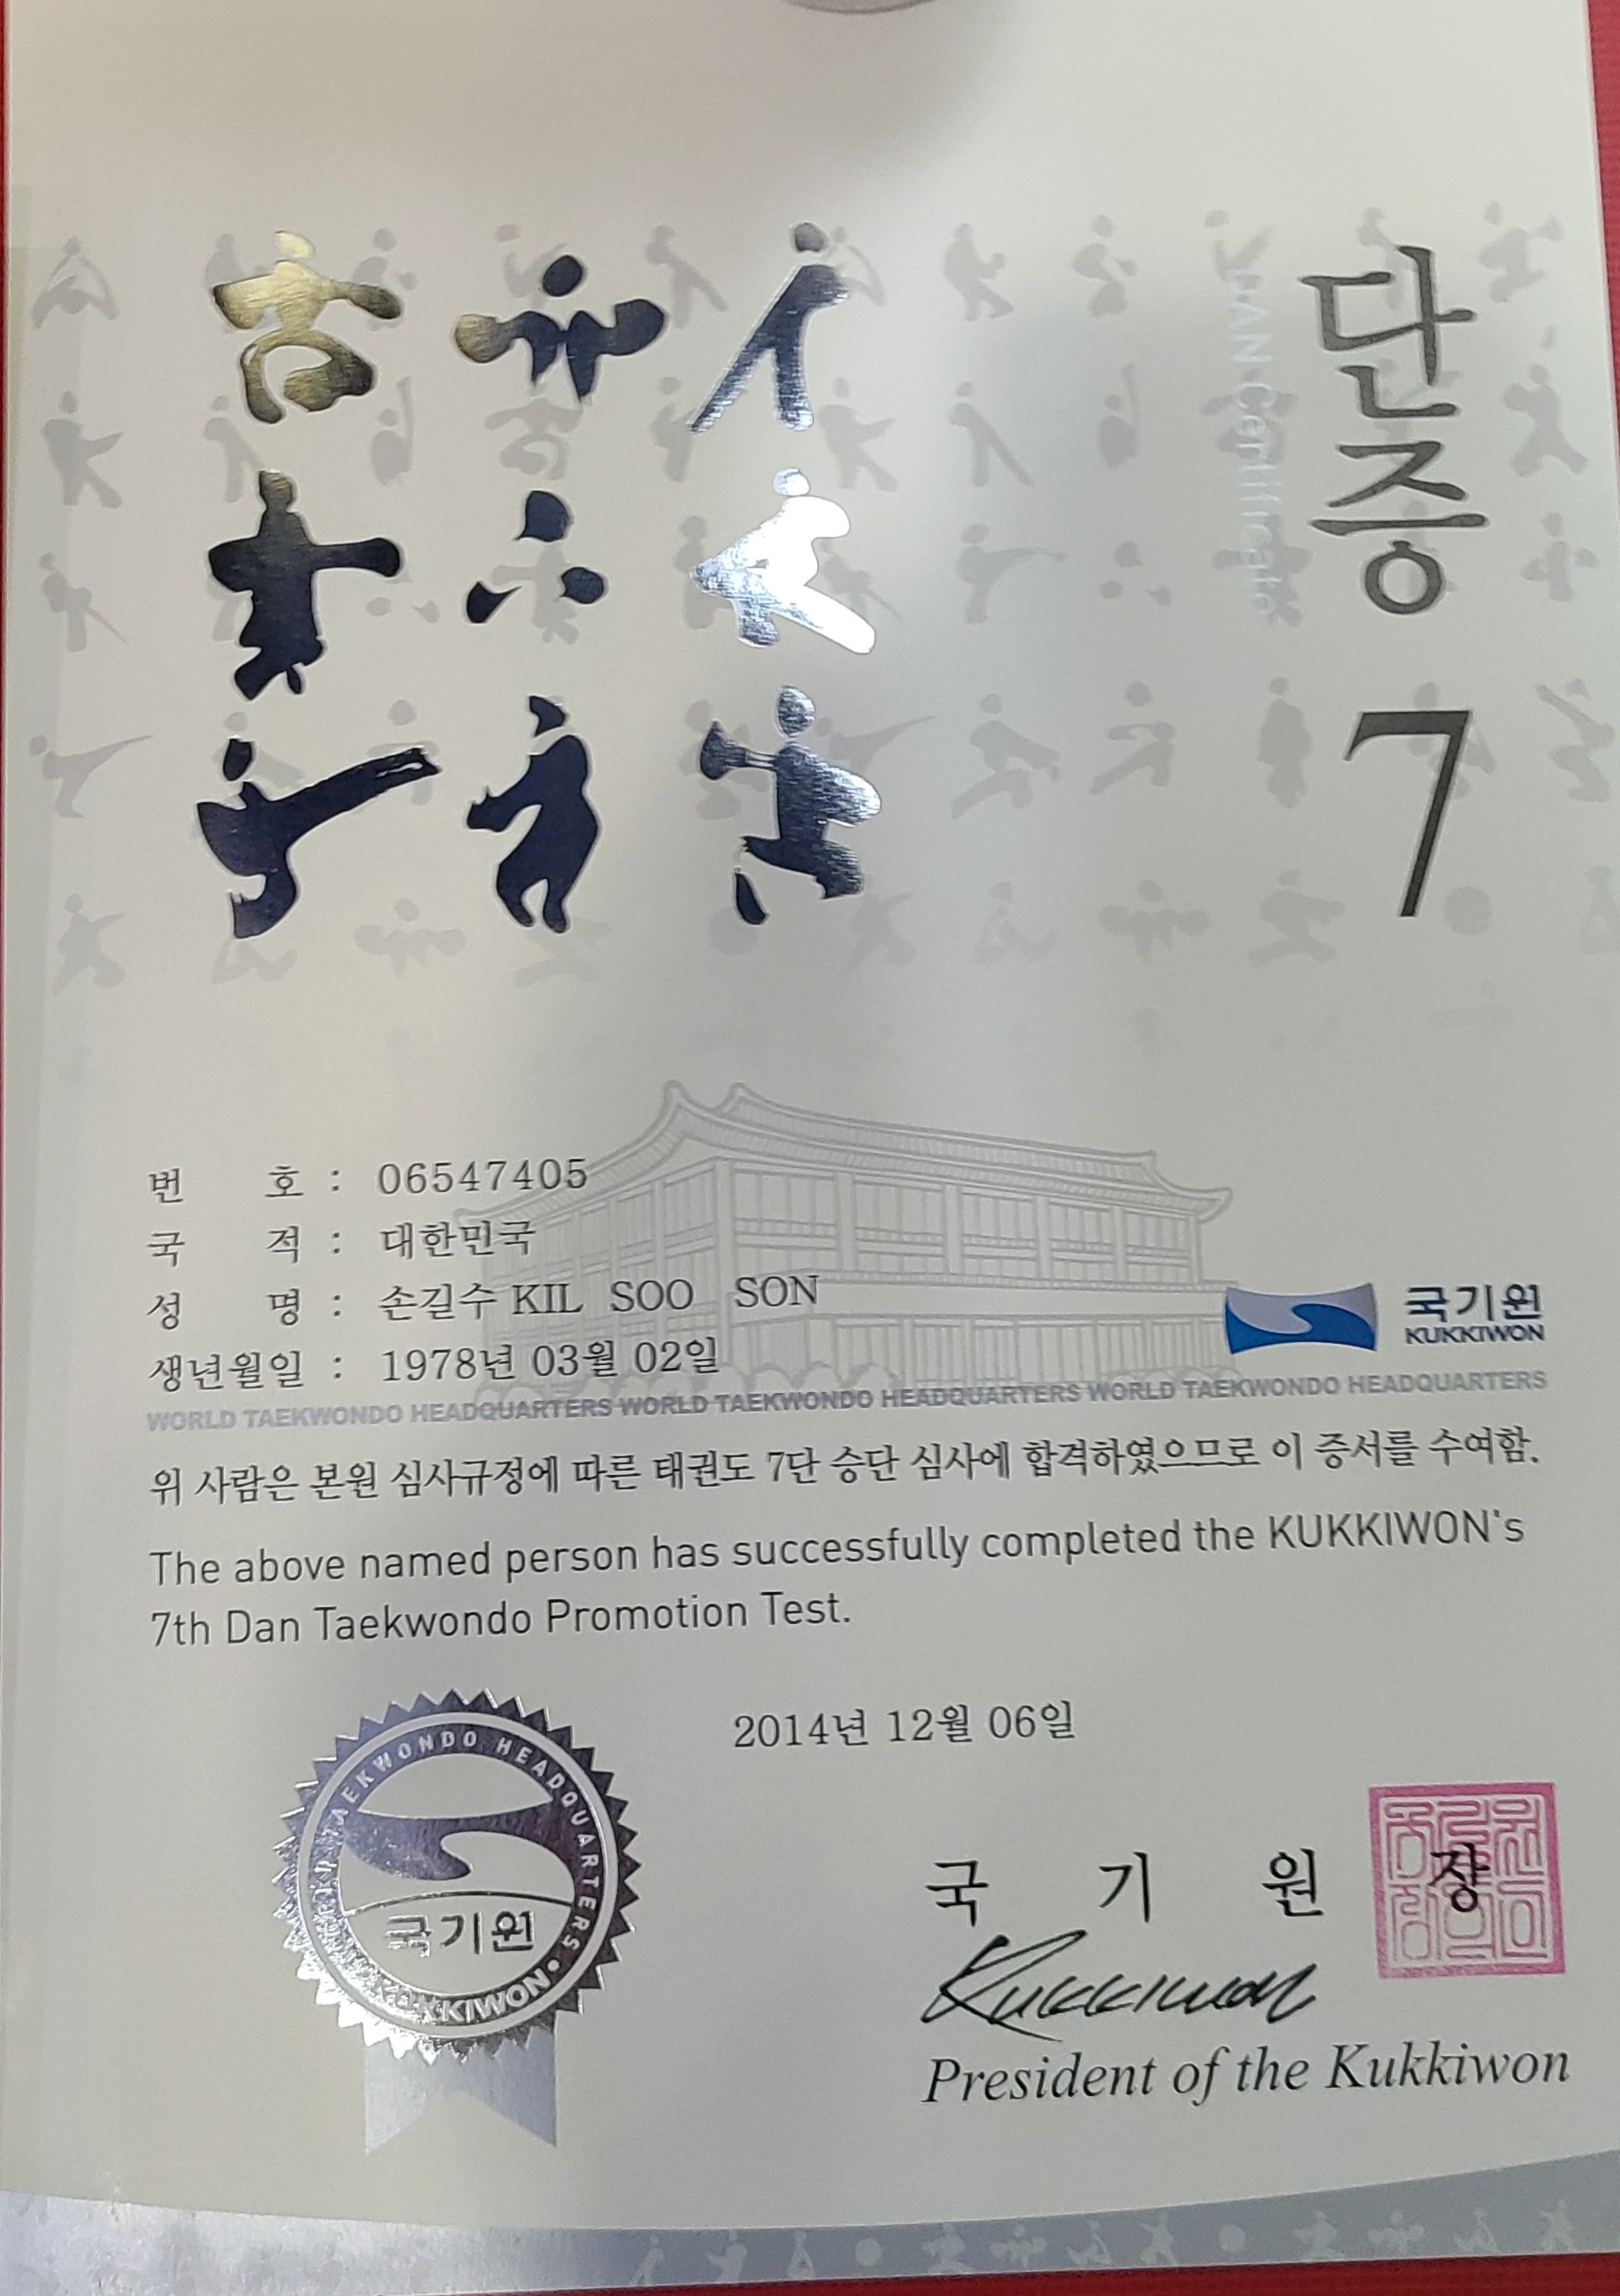 단증 7
DAN Certificate
번 호 : 06547405
국 적 : 대한민국
성 명 : 손길수 KIL SOO SON
생년월일 : 1978년 03월 02일
국기원
KUKKIWON
WORLD TAEKWONDO HEADQUARTERS WORLD TAEKWONDO HEADQUARTERS WORLD TAEKWONDO HEADQUARTERS
위 사람은 본원 심사규정에 따른 태권도 7단 승단 심사에 합격하였으므로 이 증서를 수여함.
The above named person has successfully completed the KUKKIWON's
7th Dan Taekwondo Promotion Test.
2014년 12월 06일
WORLD TAEKWONDO HEADQUARTERS
국기원
KUKKIWON
국 기 원 장
Kukkiwon
President of the Kukkiwon